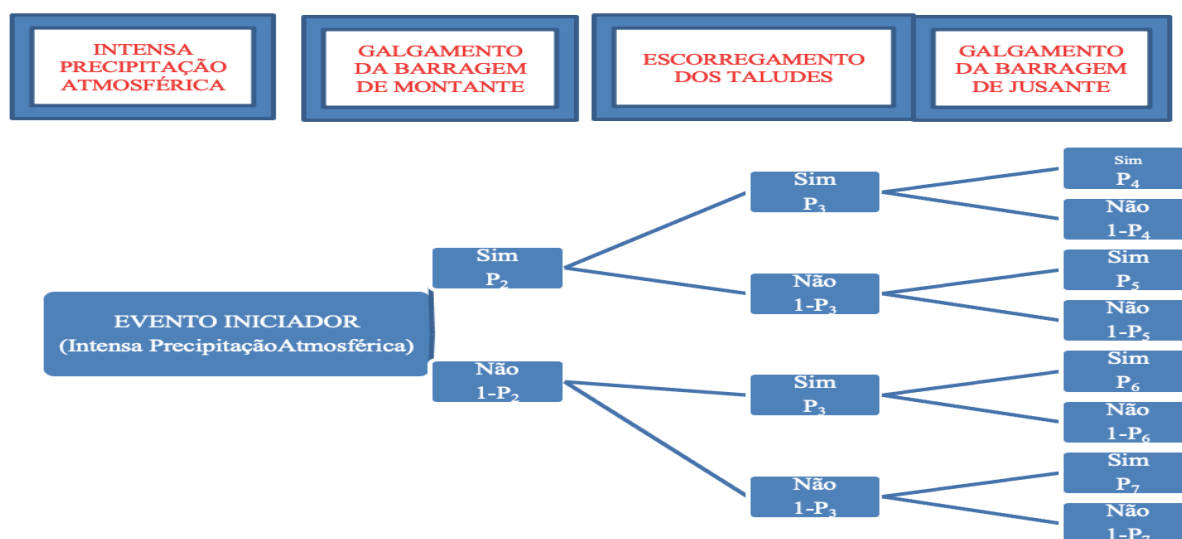 INTENSA
PRECIPITAÇÃO
ATMOSFÉRICA
GALGAMENTO
DA BARRAGEM
DE MONTANTE
ESCORREGAMENTO
DOS TALUDES
GALGAMENTO
DA BARRAGEM
DE JUSANTE
EVENTO INICIADOR
(Intensa PrecipitaçãoAtmosférica)
Sim
P₂
Não
1-P₂
Sim
P₃
Não
1-P₃
Sim
P₃
Não
1-P₃
Sim
P₄
Não
1-P₄
Sim
P₅
Não
1-P₅
Sim
P₆
Não
1-P₆
Sim
P₇
Não
1-P₇